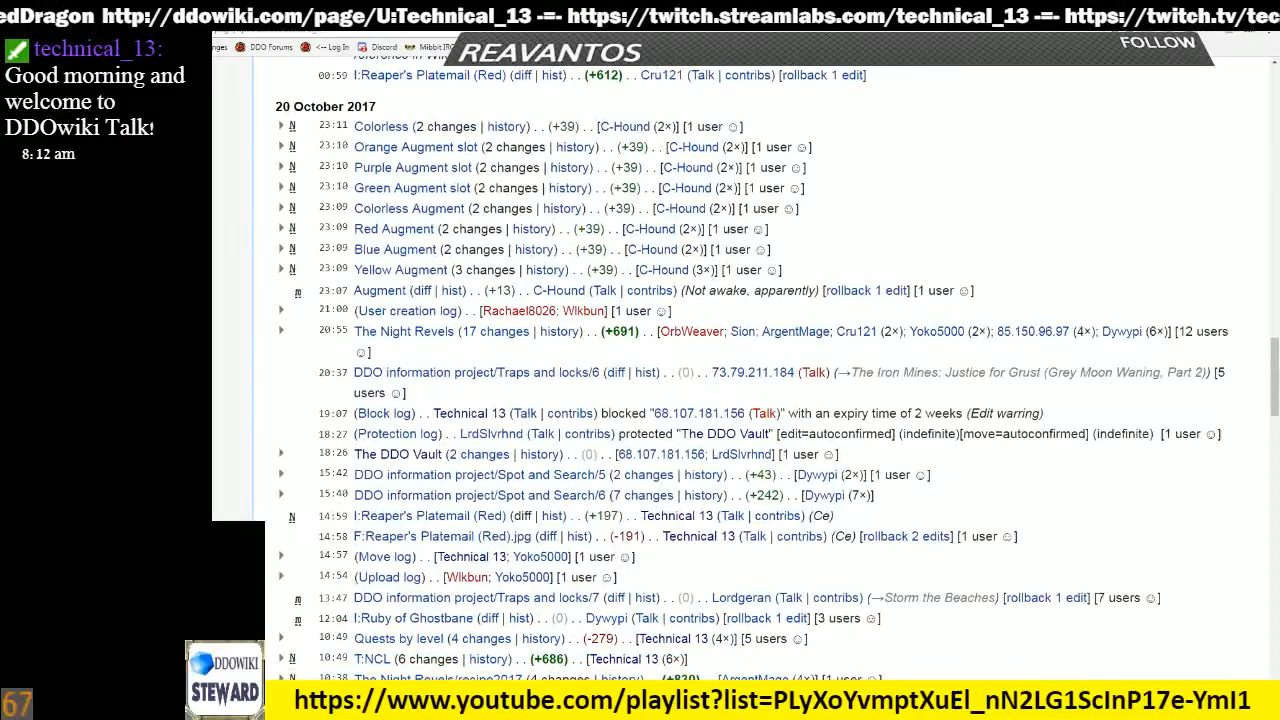 edDragon http://ddowiki.com/page/U:Technical_13 -=- https://twitch.streamlabs.com/technical_13 -=- https://twitch.tv/tec
technical_13:
Good morning and
welcome to
DDOwiki Talk!
8:12 am
DDO Forums <-- Log In Discord Mibbit IRC
REAVANTOS
FOLLOW
00:59 I:Reaper's Platemail (Red) (diff | hist) . . (+612) . . Cru121 (Talk | contribs) [rollback 1 edit]
20 October 2017
N 23:11 Colorless (2 changes | history) . . (+39) . . [C-Hound (2×)] [1 user ☺]
N 23:10 Orange Augment slot (2 changes | history) . . (+39) . . [C-Hound (2×)] [1 user ☺]
N 23:10 Purple Augment slot (2 changes | history) . . (+39) . . [C-Hound (2×)] [1 user ☺]
N 23:10 Green Augment slot (2 changes | history) . . (+39) . . [C-Hound (2×)] [1 user ☺]
N 23:09 Colorless Augment (2 changes | history) . . (+39) . . [C-Hound (2×)] [1 user ☺]
N 23:09 Red Augment (2 changes | history) . . (+39) . . [C-Hound (2×)] [1 user ☺]
N 23:09 Blue Augment (2 changes | history) . . (+39) . . [C-Hound (2×)] [1 user ☺]
N 23:09 Yellow Augment (3 changes | history) . . (+39) . . [C-Hound (3×)] [1 user ☺]
m 23:07 Augment (diff | hist) . . (+13) . . C-Hound (Talk | contribs) (Not awake, apparently) [rollback 1 edit] [1 user ☺]
21:00 (User creation log) . . [Rachael8026; Wlkbun] [1 user ☺]
20:55 The Night Revels (17 changes | history) . . (+691) . . [OrbWeaver; Sion; ArgentMage; Cru121 (2×); Yoko5000 (2×); 85.150.96.97 (4×); Dywypi (6×)] [12 users
☺]
20:37 DDO information project/Traps and locks/6 (diff | hist) . . (0) . . 73.79.211.184 (Talk) (→The Iron Mines: Justice for Grust (Grey Moon Waning, Part 2)) [5
users ☺]
19:07 (Block log) . . Technical 13 (Talk | contribs) blocked "68.107.181.156 (Talk)" with an expiry time of 2 weeks (Edit warring)
18:27 (Protection log) . . LrdSlvrhnd (Talk | contribs) protected "The DDO Vault" [edit=autoconfirmed] (indefinite)[move=autoconfirmed] (indefinite) [1 user ☺]
18:26 The DDO Vault (2 changes | history) . . (0) . . [68.107.181.156; LrdSlvrhnd] [1 user ☺]
15:42 DDO information project/Spot and Search/5 (2 changes | history) . . (+43) . . [Dywypi (2×)] [1 user ☺]
15:40 DDO information project/Spot and Search/6 (7 changes | history) . . (+242) . . [Dywypi (7×)]
N 14:59 I:Reaper's Platemail (Red) (diff | hist) . . (+197) . . Technical 13 (Talk | contribs) (Ce)
14:58 F:Reaper's Platemail (Red).jpg (diff | hist) . . (-191) . . Technical 13 (Talk | contribs) (Ce) [rollback 2 edits] [1 user ☺]
14:57 (Move log) . . [Technical 13; Yoko5000] [1 user ☺]
14:54 (Upload log) . . [Wlkbun; Yoko5000] [1 user ☺]
m 13:47 DDO information project/Traps and locks/7 (diff | hist) . . (0) . . Lordgeran (Talk | contribs) (→Storm the Beaches) [rollback 1 edit] [7 users ☺]
m 12:04 I:Ruby of Ghostbane (diff | hist) . . (0) . . Dywypi (Talk | contribs) [rollback 1 edit] [3 users ☺]
10:49 Quests by level (4 changes | history) . . (-279) . . [Technical 13 (4×)] [5 users ☺]
N 10:49 T:NCL (6 changes | history) . . (+686) . . [Technical 13 (6×)]
N 10:38 The Night Revels/recipe2017 (4 changes | history) . . (+830) . . [ArgentMage (4×)] [1 user ☺]
DDOWIKI
STEWARD
67
https://www.youtube.com/playlist?list=PLyXoYvmptXuEl_nN2LG1ScInP17e-YmI1